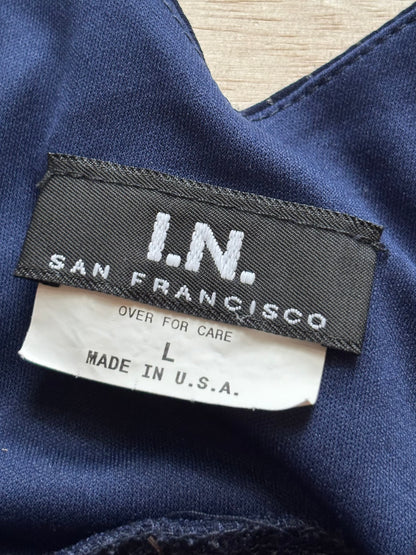 I.N.
SAN FRANCISCO
OVER FOR CARE
L
MADE IN U.S.A.